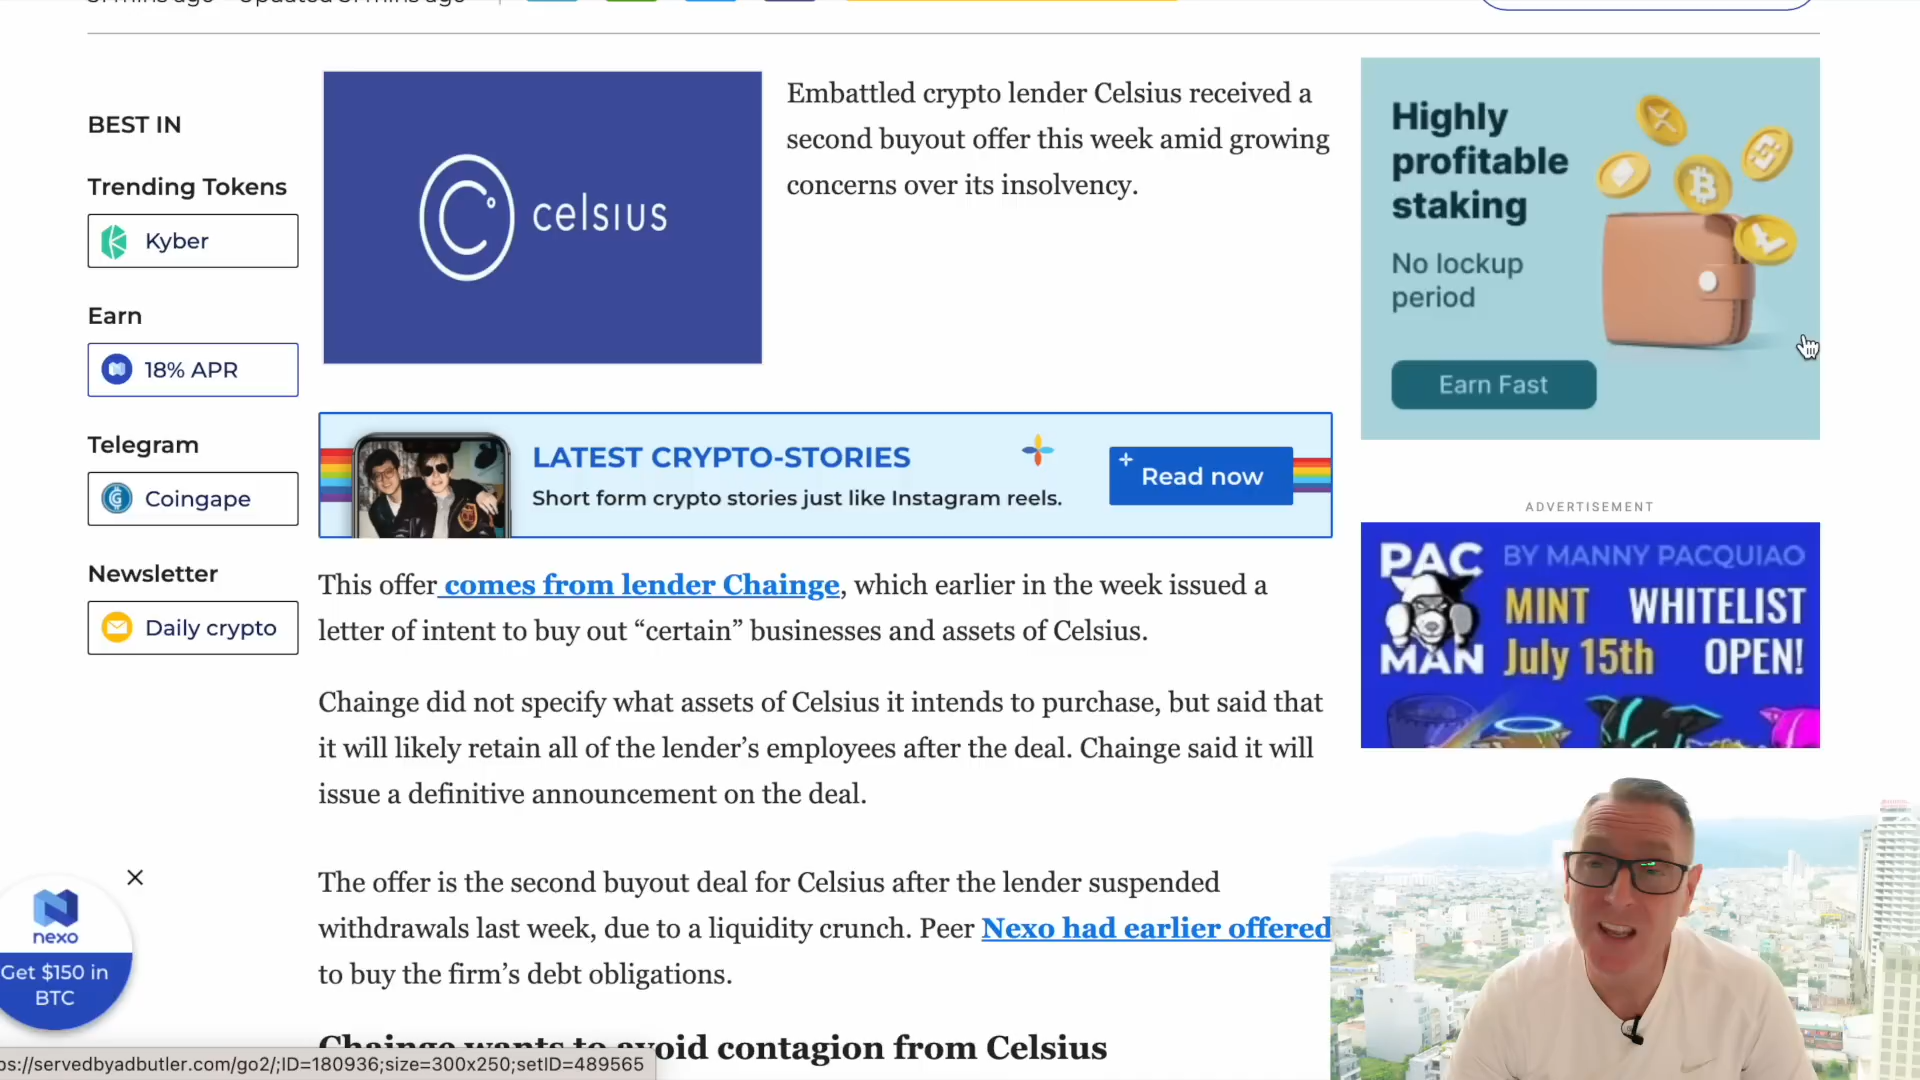 BEST IN
Trending Tokens
Kyber
Earn
18% APR
Telegram
Coingape
Newsletter
Daily crypto
celsius
Embattled crypto lender Celsius received a
second buyout offer this week amid growing
concerns over its insolvency.
LATEST CRYPTO-STORIES
Short form crypto stories just like Instagram reels.
Read now
This offer comes from lender Chainge, which earlier in the week issued a
letter of intent to buy out “certain” businesses and assets of Celsius.
Chainge did not specify what assets of Celsius it intends to purchase, but said that
it will likely retain all of the lender’s employees after the deal. Chainge said it will
issue a definitive announcement on the deal.
The offer is the second buyout deal for Celsius after the lender suspended
withdrawals last week, due to a liquidity crunch. Peer Nexo had earlier offered
to buy the firm’s debt obligations.
Chainge wants to avoid contagion from Celsius
Highly
profitable
staking
No lockup
period
Earn Fast
ADVERTISEMENT
PAC
MAN
BY MANNY PACQUIAO
MINT WHITELIST
July 15th OPEN!
nexo
Get $150 in
BTC
ps://servedbyadbutler.com/go2/;ID=180936;size=300x250;setID=489565